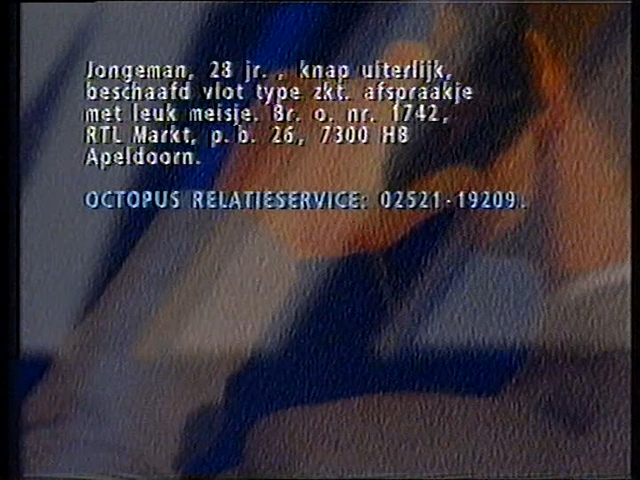 Jongeman, 28 jr., knap uiterlijk,
beschaafd vlot type zkt. afspraakje
met leuk meisje. Br. o. nr. 1742,
RTL Markt, p.b. 26, 7300 HB
Apeldoorn.
OCTOPUS RELATIESERVICE: 02521-19209.